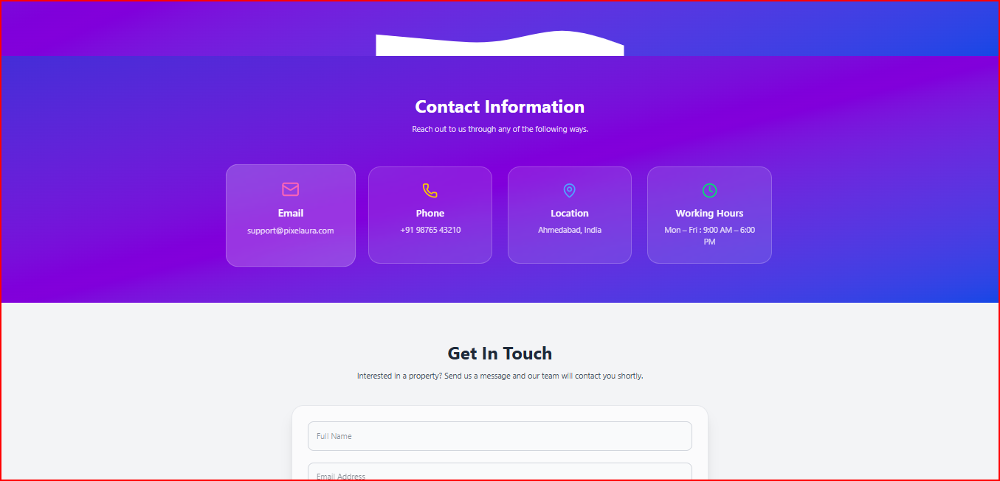 Contact Information
Reach out to us through any of the following ways.
Email
support@pixelaura.com
Phone
+91 98765 43210
Location
Ahmedabad, India
Working Hours
Mon – Fri : 9:00 AM – 6:00
PM
Get In Touch
Interested in a property? Send us a message and our team will contact you shortly.
Full Name
Email Address